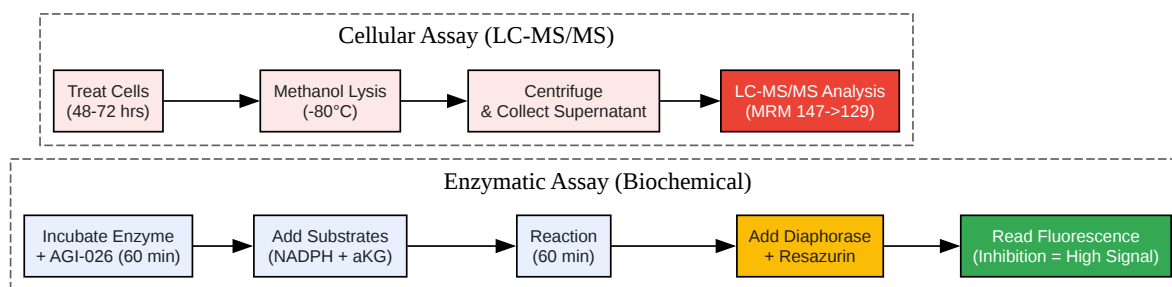 Cellular Assay (LC-MS/MS)
Treat Cells
(48-72 hrs)
Methanol Lysis
(-80°C)
Centrifuge
& Collect Supernatant
LC-MS/MS Analysis
(MRM 147->129)
Enzymatic Assay (Biochemical)
Incubate Enzyme
+ AGI-026 (60 min)
Add Substrates
(NADPH + aKG)
Reaction
(60 min)
Add Diaphorase
+ Resazurin
Read Fluorescence
(Inhibition = High Signal)